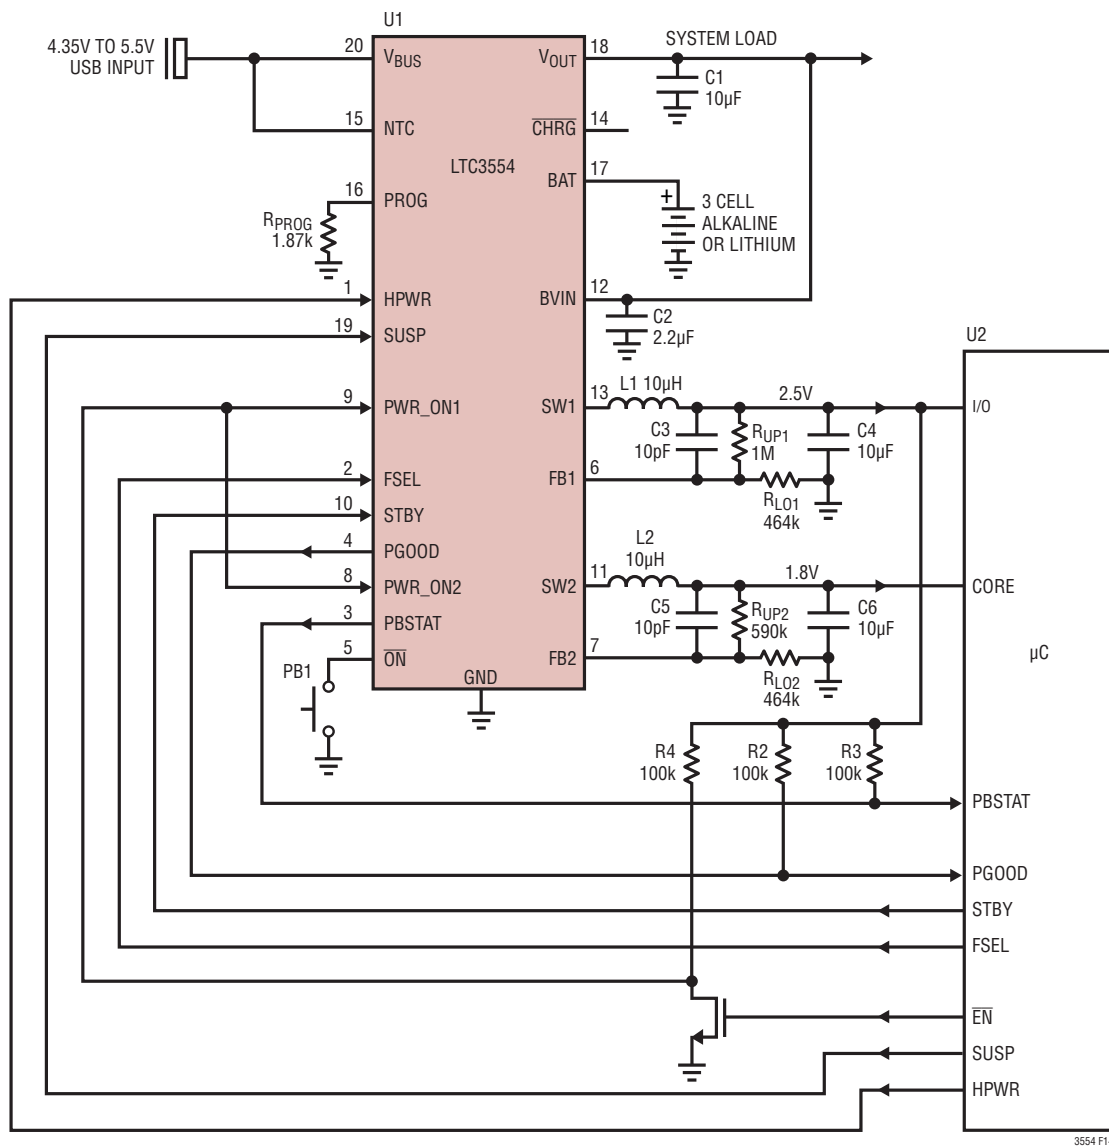 U1
4.35V TO 5.5V
USB INPUT
20
VBUS
VOUT
18
SYSTEM LOAD
C1
10µF
15
NTC
CHRG
14
LTC3554
BAT
17
16
PROG
RPROG
1.87k
+
3 CELL
ALKALINE
OR LITHIUM
1
HPWR
BVIN
12
C2
2.2µF
19
SUSP
U2
9
PWR_ON1
SW1
13
L1 10µH
2.5V
I/O
C3
10pF
RUP1
1M
C4
10µF
2
FSEL
FB1
6
RLO1
464k
10
STBY
4
PGOOD
L2
10µH
8
PWR_ON2
SW2
11
1.8V
CORE
3
PBSTAT
C5
10pF
RUP2
590k
C6
10µF
5
ON
FB2
7
RLO2
464k
µC
PB1
GND
R4
100k
R2
100k
R3
100k
PBSTAT
PGOOD
STBY
FSEL
EN
SUSP
HPWR